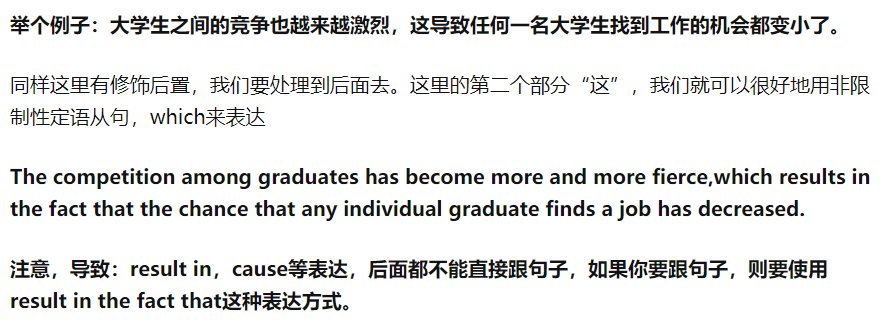 举个例子：大学生之间的竞争也越来越激烈，这导致任何一名大学生找到工作的机会都变小了。
同样这里有修饰后置，我们要处理到后面去。这里的第二个部分“这”，我们就可以很好地用非限
制性定语从句，which来表达
The competition among graduates has become more and more fierce,which results in
the fact that the chance that any individual graduate finds a job has decreased.
注意，导致：result in，cause等表达，后面都不能直接跟句子，如果你要跟句子，则要使用
result in the fact that这种表达方式。